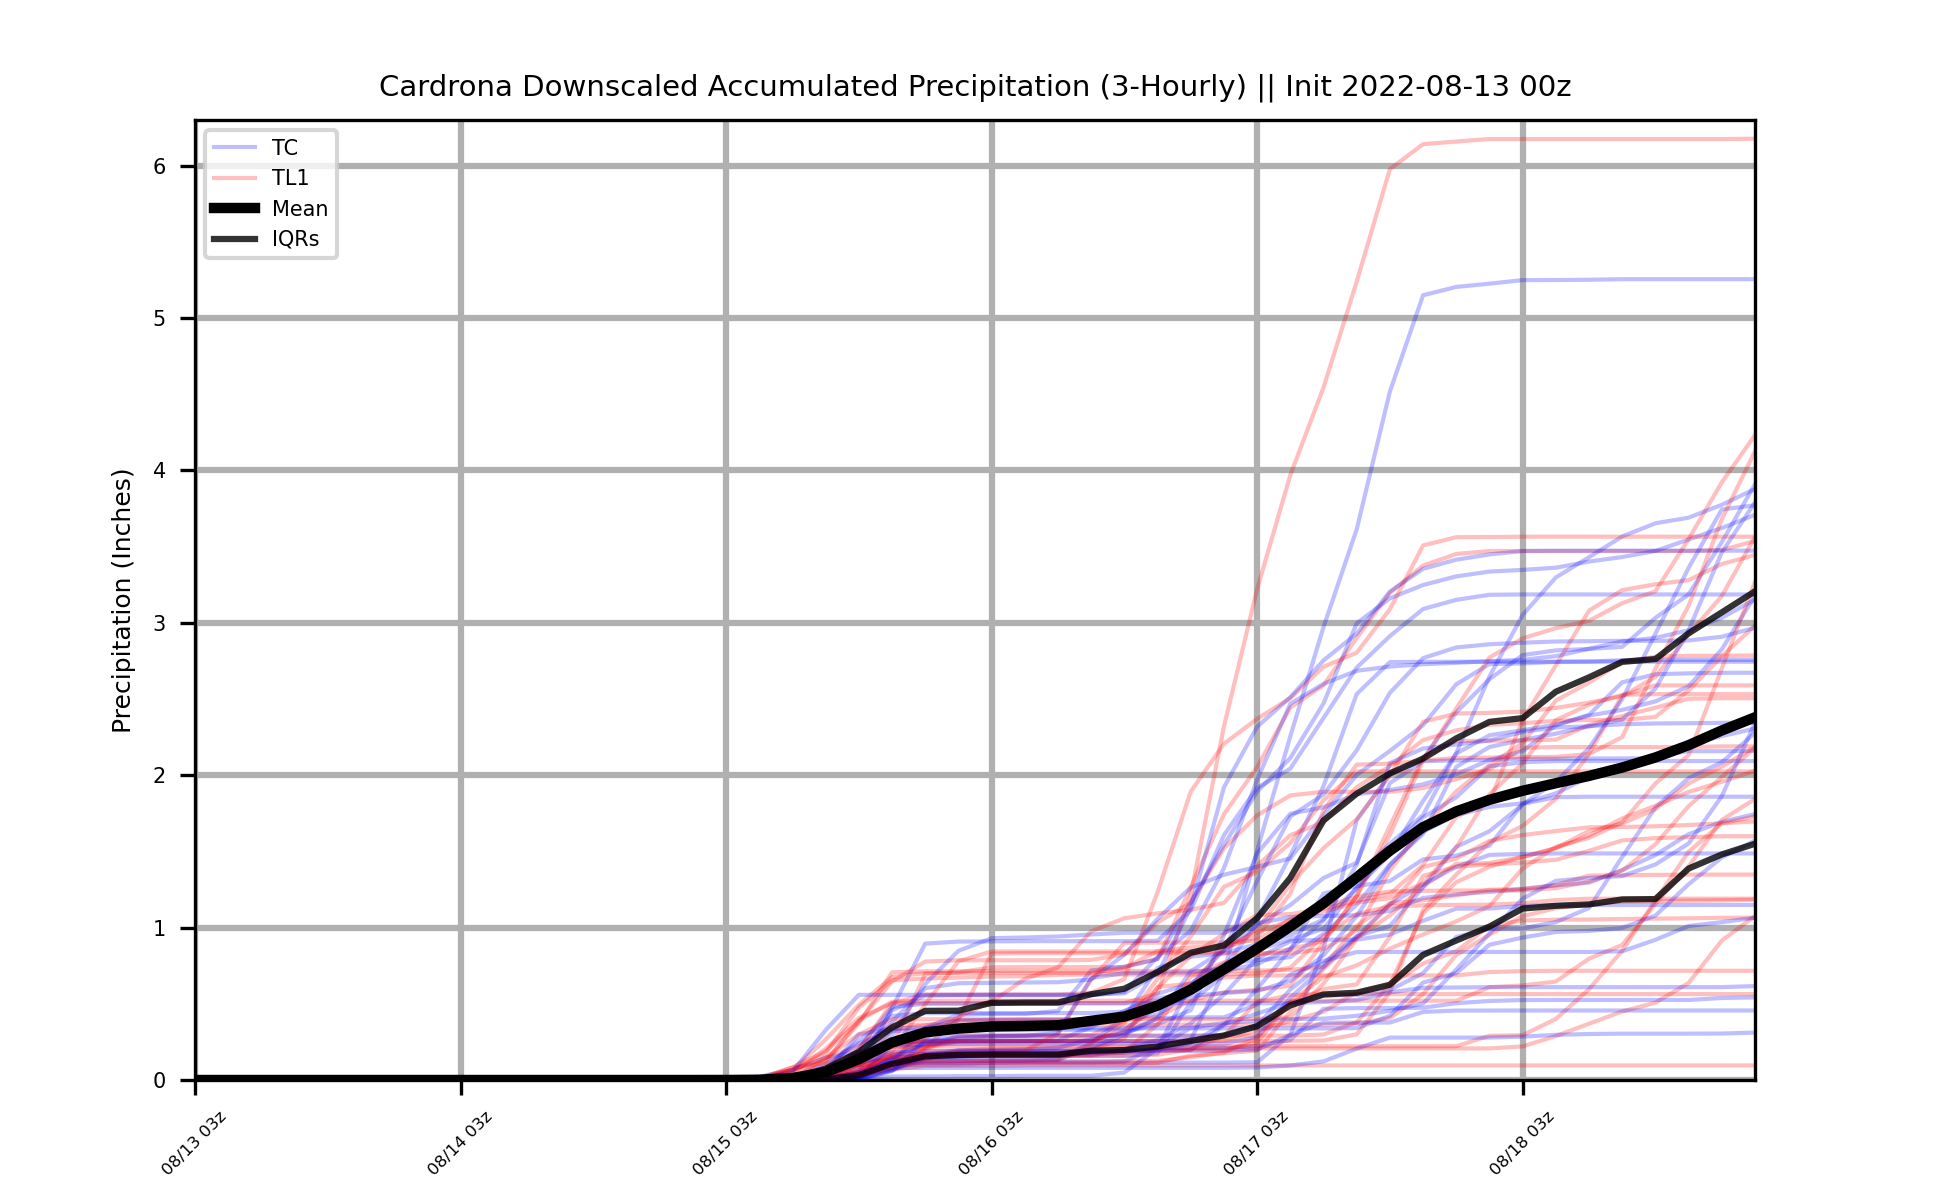 Cardrona Downscaled Accumulated Precipitation (3-Hourly) || Init 2022-08-13 00z
TC
TL1
Mean
IQRs
Precipitation (Inches)
6
5
4
3
2
1
0
08/13 03z
08/14 03z
08/15 03z
08/16 03z
08/17 03z
08/18 03z